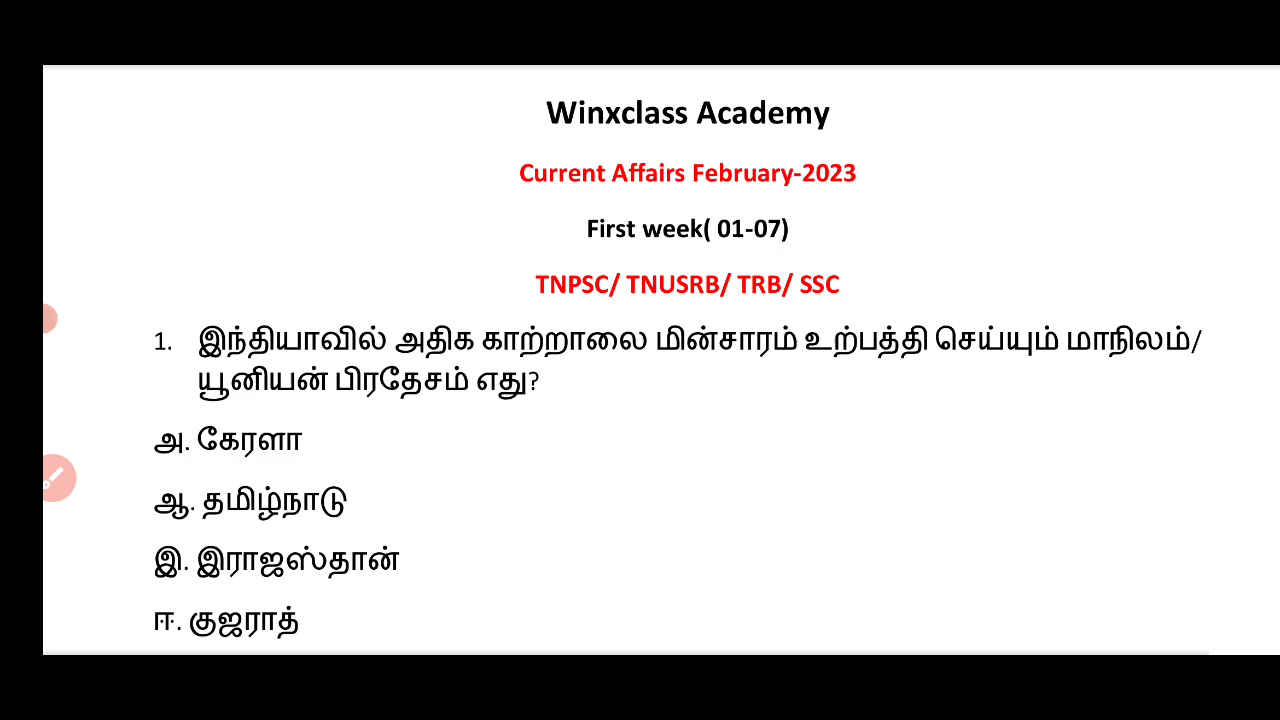 Winxclass Academy
Current Affairs February-2023
First week( 01-07)
TNPSC/ TNUSRB/ TRB/ SSC
1. இந்தியாவில் அதிக காற்றாலை மின்சாரம் உற்பத்தி செய்யும் மாநிலம்/
யூனியன் பிரதேசம் எது?
அ. கேரளா
ஆ. தமிழ்நாடு
இ. இராஜஸ்தான்
ஈ. குஜராத்